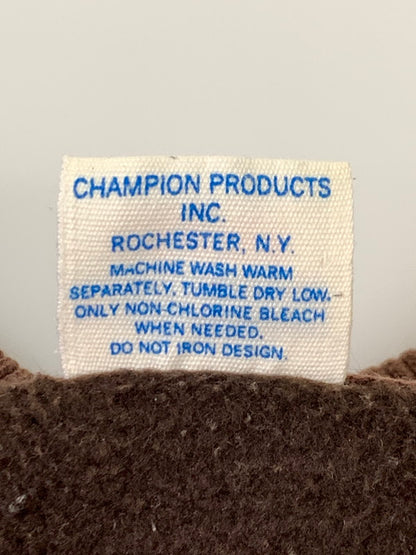 CHAMPION PRODUCTS
INC.
ROCHESTER, N.Y.
MACHINE WASH WARM
SEPARATELY, TUMBLE DRY LOW.
ONLY NON-CHLORINE BLEACH
WHEN NEEDED.
DO NOT IRON DESIGN.